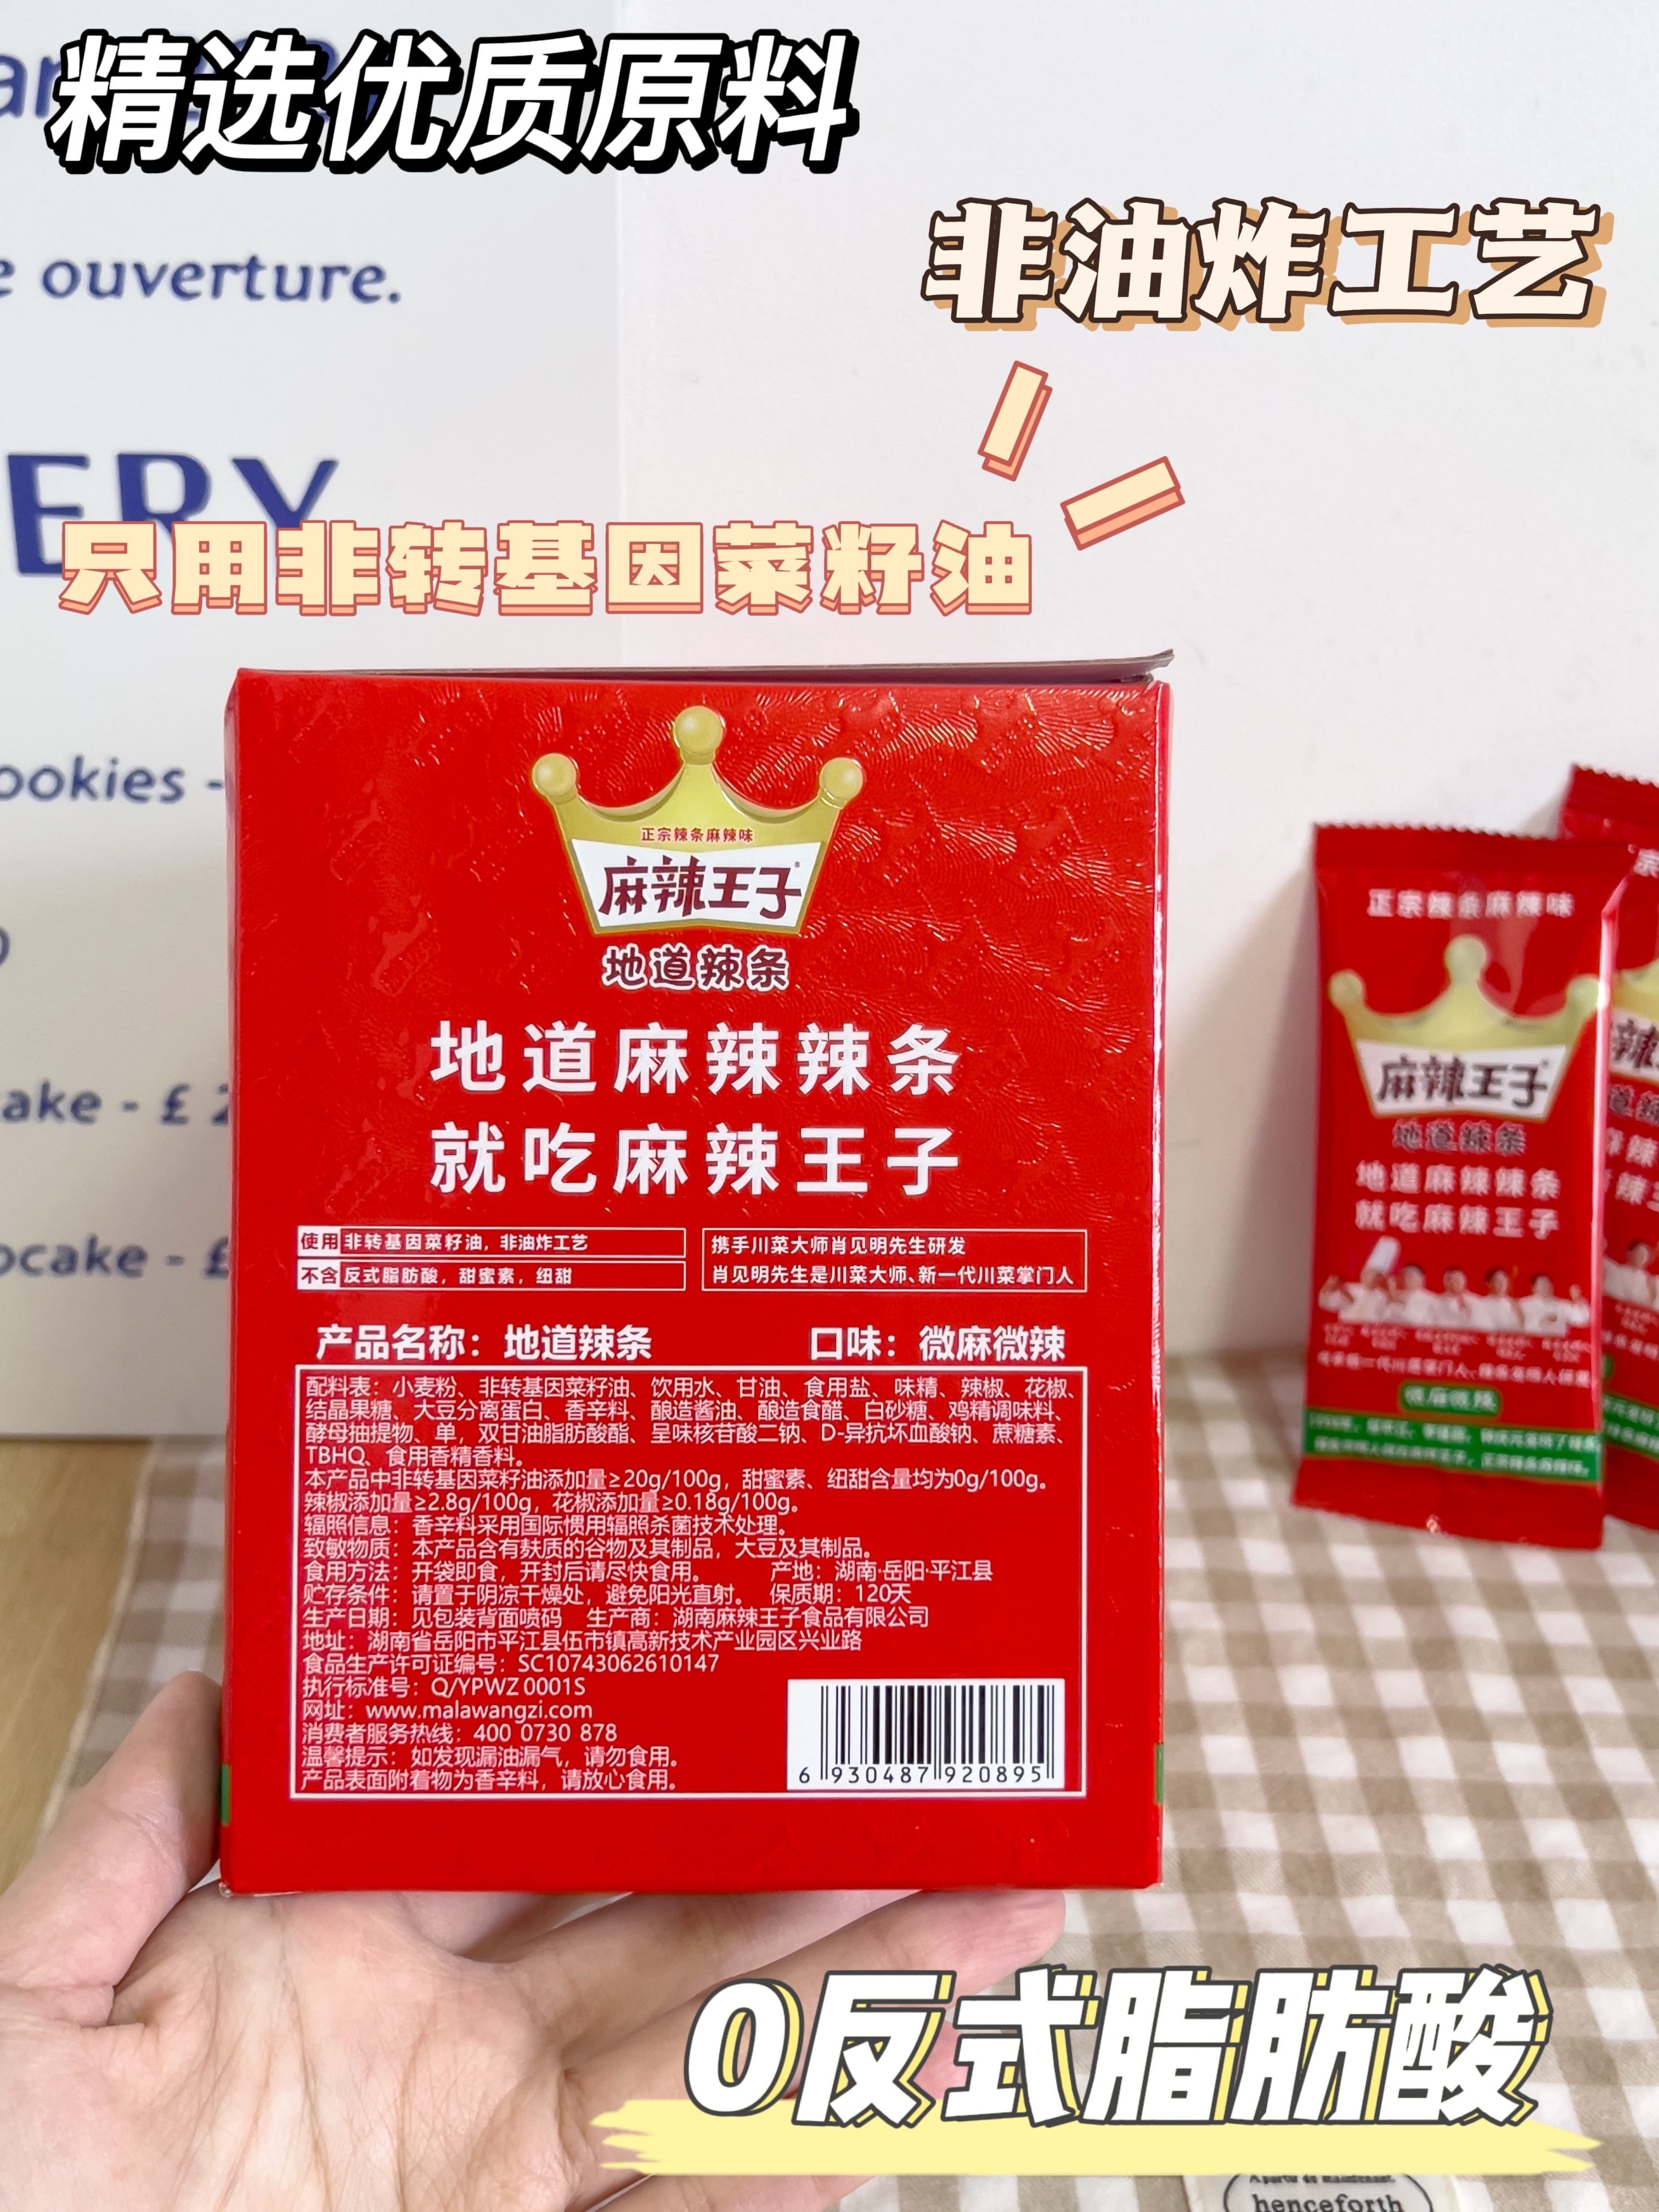 精选优质原料
非油炸工艺
e ouverture.
ERY
只用非转基因菜籽油
ookies -
ake - £ 2
pcake - £
正宗辣条麻辣味
麻辣王子
地道辣条
地道麻辣辣条
就吃麻辣王子
使用 非转基因菜籽油，非油炸工艺
不含 反式脂肪酸，甜蜜素，纽甜
携手川菜大师肖见明先生研发
肖见明先生是川菜大师、新一代川菜掌门人
产品名称：地道辣条 口味：微麻微辣
配料表：小麦粉、非转基因菜籽油、饮用水、甘油、食用盐、味精、辣椒、花椒、
结晶果糖、大豆分离蛋白、香辛料、酿造酱油、酿造食醋、白砂糖、鸡精调味料、
酵母抽提物、单，双甘油脂肪酸酯、呈味核苷酸二钠、D-异抗坏血酸钠、蔗糖素、
TBHQ、食用香精香料。
本产品中非转基因菜籽油添加量≥20g/100g，甜蜜素、纽甜含量均为0g/100g。
辣椒添加量≥2.8g/100g，花椒添加量≥0.18g/100g。
辐照信息：香辛料采用国际惯用辐照杀菌技术处理。
致敏物质：本产品含有麸质的谷物及其制品，大豆及其制品。
食用方法：开袋即食，开封后请尽快食用。 产地：湖南·岳阳·平江县
贮存条件：请置于阴凉干燥处，避免阳光直射。 保质期：120天
生产日期：见包装背面喷码 生产商：湖南麻辣王子食品有限公司
地址：湖南省岳阳市平江县伍市镇高新技术产业园区兴业路
食品生产许可证编号：SC10743062610147
执行标准号：Q/YPWZ 0001S
网址：www.malawangzi.com
消费者服务热线：400 0730 878
温馨提示：如发现漏油漏气，请勿食用。
产品表面附着物为香辛料，请放心食用。
6 930487 920895
正宗辣条麻辣味
麻辣王子
地道辣条
地道麻辣辣条
就吃麻辣王子
微麻微辣
0反式脂肪酸
henceforth